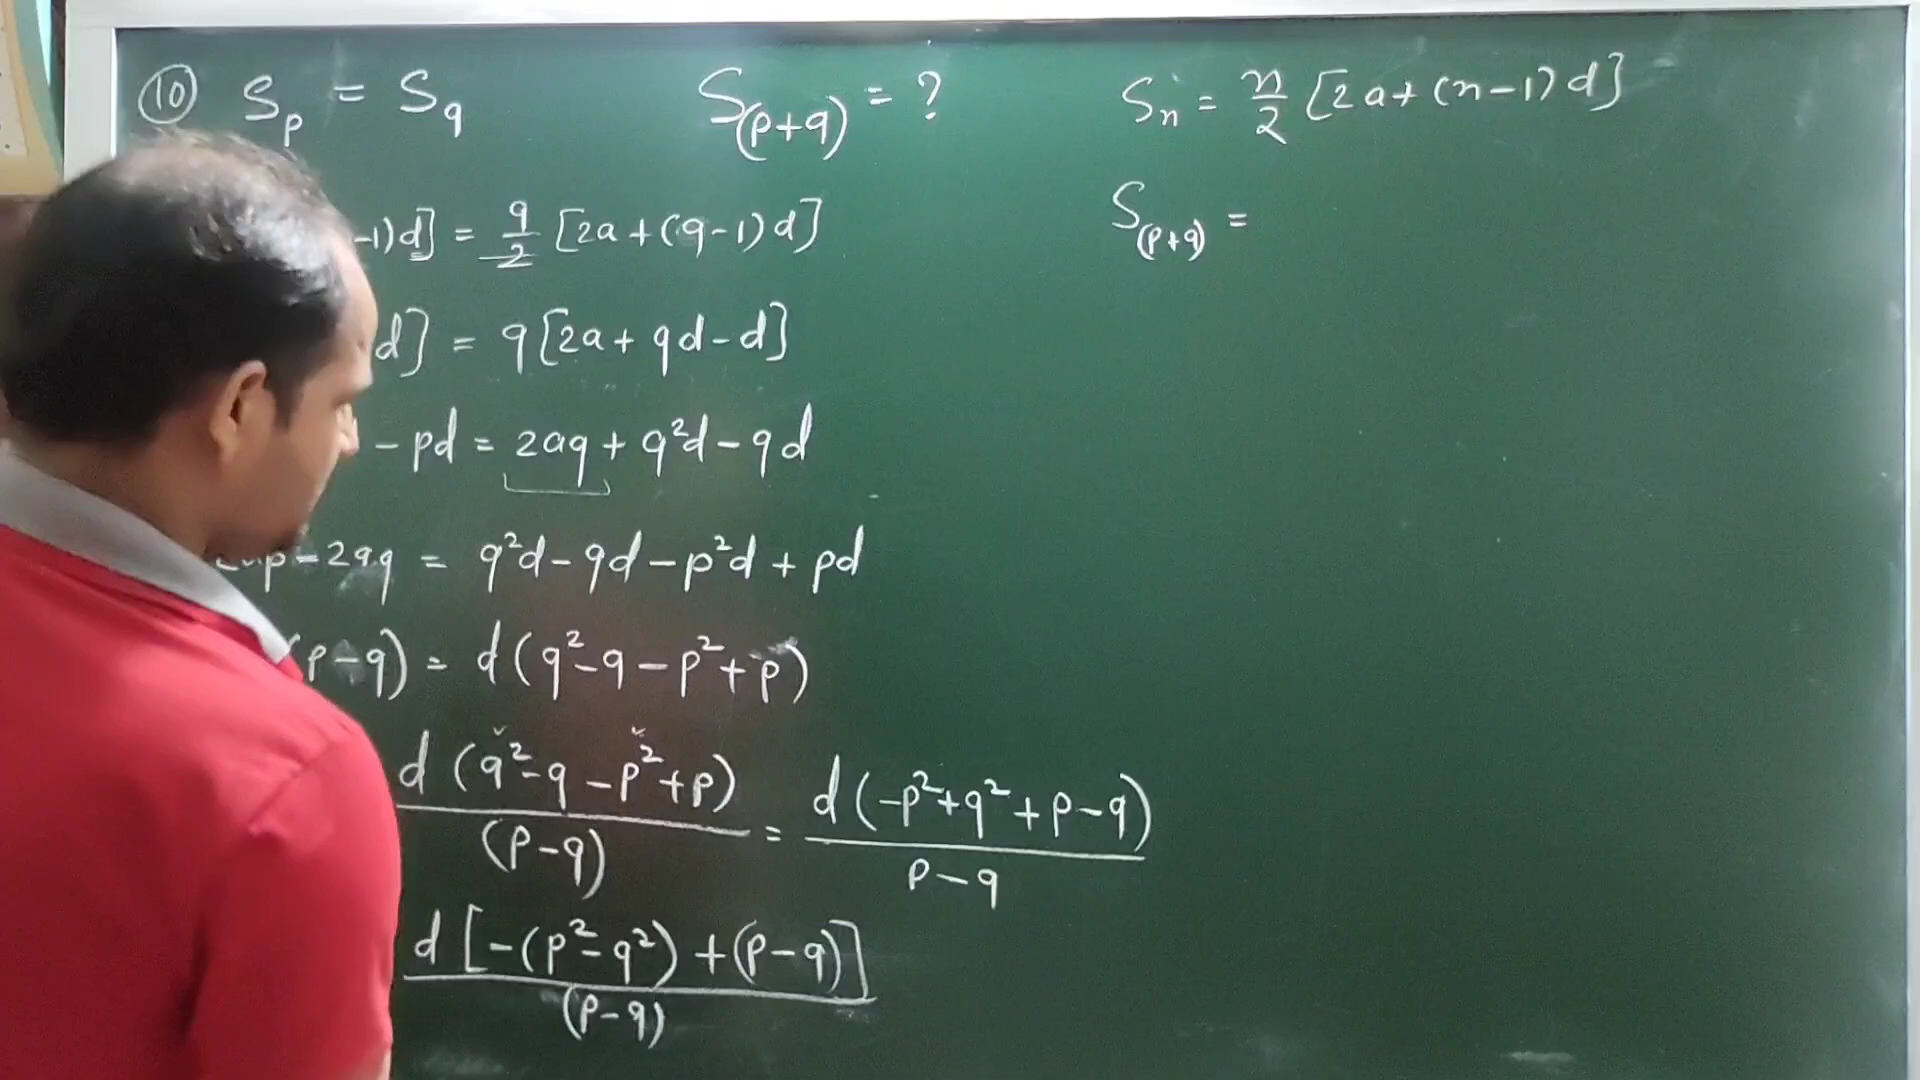 (10) Sp = Sq S(p+q) = ? Sn = n/2 [2a+(n-1)d]
-1)d] = q/2 [2a+(q-1)d] S(p+q) =
d] = q[2a+qd-d]
- pd = 2aq + q²d - qd
p - 2aq = q²d - qd - p²d + pd
(p-q) = d(q²-q-p²+p)
d(q²-q-p²+p)/(p-q) = d(-p²+q²+p-q)/p-q
d[-(p²-q²)+(p-q)]/(p-q)